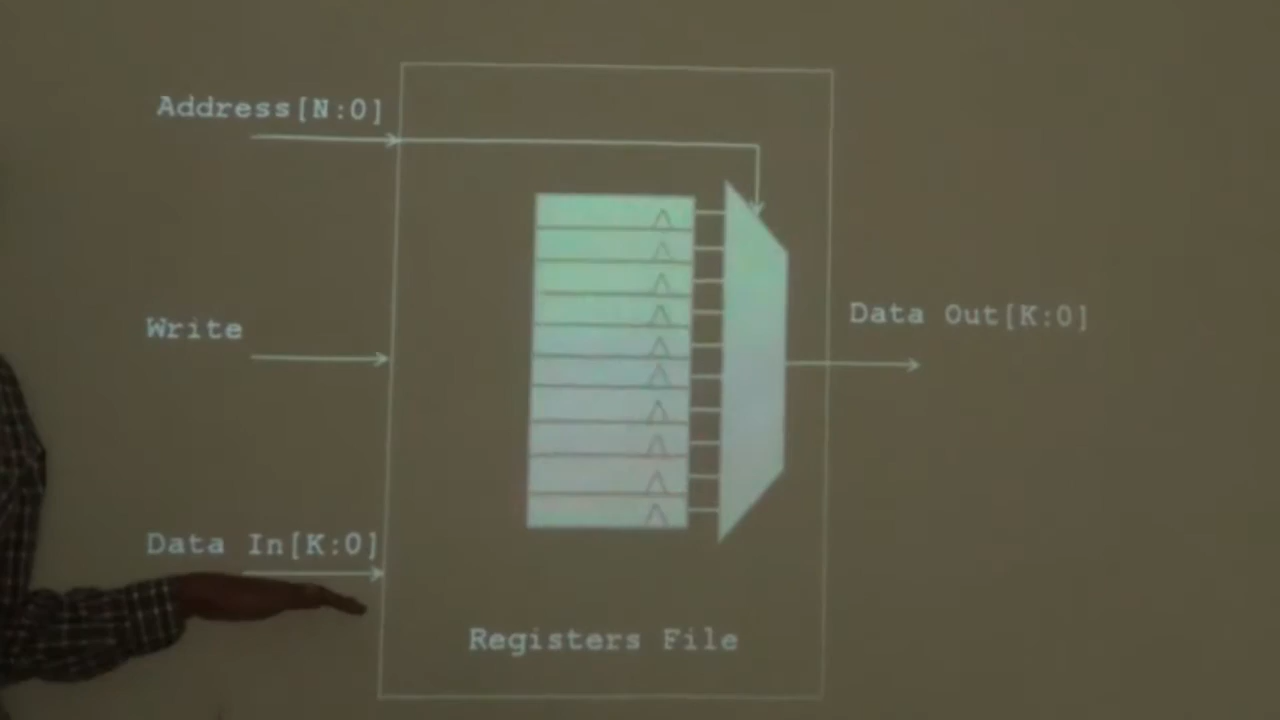 Address[N:0]
Write
Data Out[K:0]
Data In[K:0]
Registers File